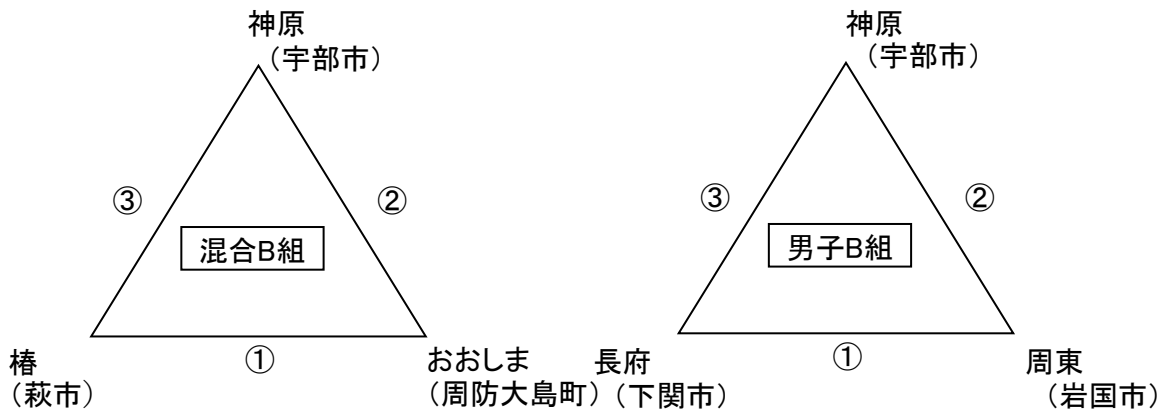 神原
（宇部市）
③
②
混合B組
①
椿
（萩市）
おおしま
（周防大島町）
神原
（宇部市）
③
②
男子B組
①
長府
（下関市）
周東
（岩国市）